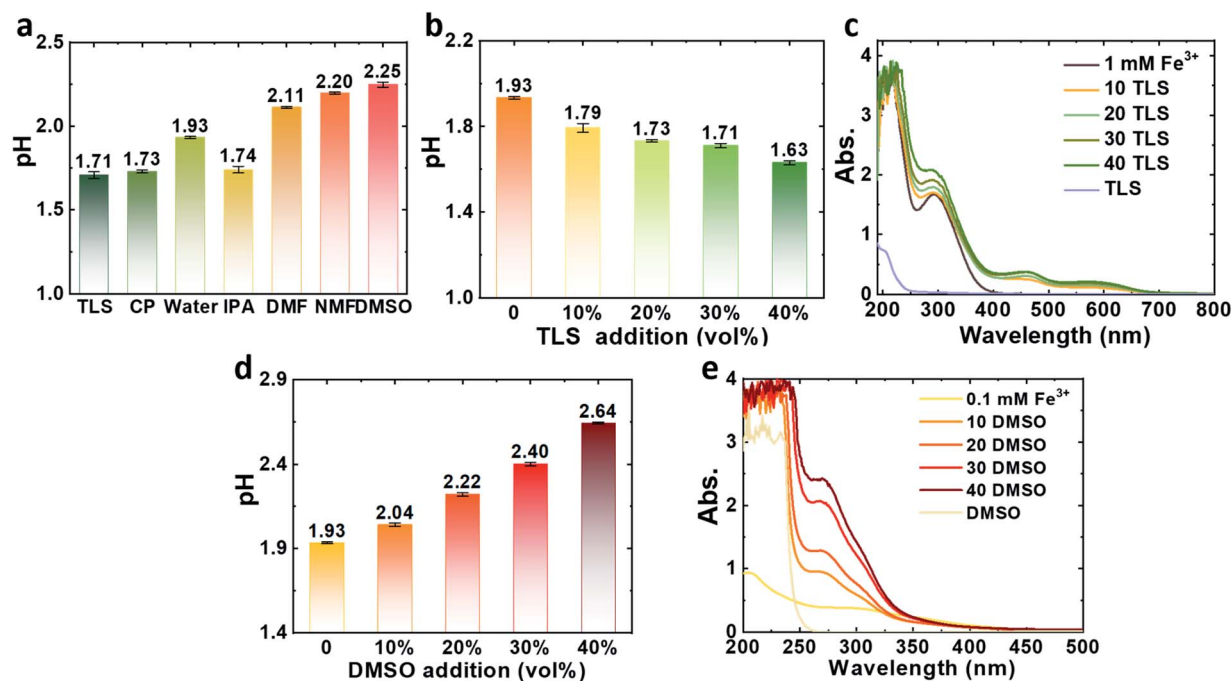 a
pH
2.5
2.0
1.5
1.0
1.71
1.73
1.93
1.74
2.11
2.20
2.25
TLS CP Water IPA DMF NMF DMSO
b
pH
2.2
1.8
1.4
1.0
1.93
1.79
1.73
1.71
1.63
0 10% 20% 30% 40%
TLS addition (vol%)
c
Abs.
4
3
2
1
0
1 mM Fe³⁺
10 TLS
20 TLS
30 TLS
40 TLS
TLS
200 300 400 500 600 700 800
Wavelength (nm)
d
pH
2.9
2.4
1.9
1.4
1.93
2.04
2.22
2.40
2.64
0 10% 20% 30% 40%
DMSO addition (vol%)
e
Abs.
4
3
2
1
0
0.1 mM Fe³⁺
10 DMSO
20 DMSO
30 DMSO
40 DMSO
DMSO
200 250 300 350 400 450 500
Wavelength (nm)